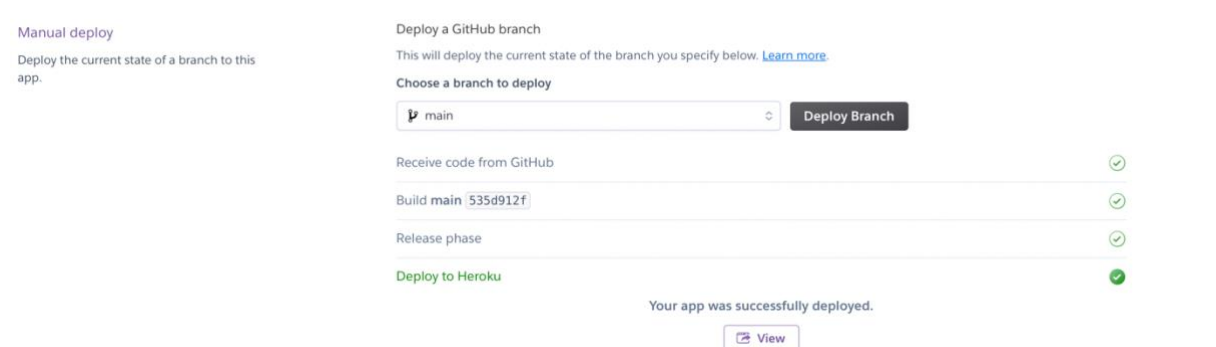 Manual deploy
Deploy the current state of a branch to this
app.
Deploy a GitHub branch
This will deploy the current state of the branch you specify below. Learn more.
Choose a branch to deploy
main
Deploy Branch
Receive code from GitHub
Build main 535d912f
Release phase
Deploy to Heroku
Your app was successfully deployed.
View